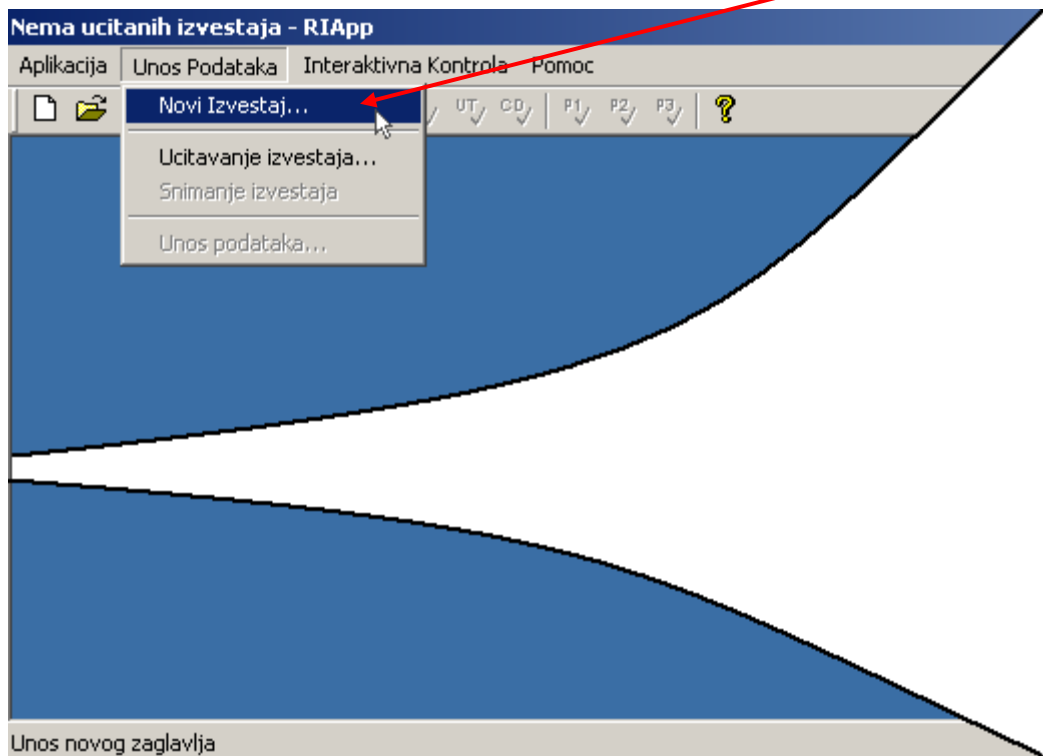 Nema ucitanih izvestaja - RIApp
Aplikacija Unos Podataka Interaktivna Kontrola Pomoc
Novi Izvestaj...
UT CD P1 P2 P3
Ucitavanje izvestaja...
Snimanje izvestaja
Unos podataka...
Unos novog zaglavlja